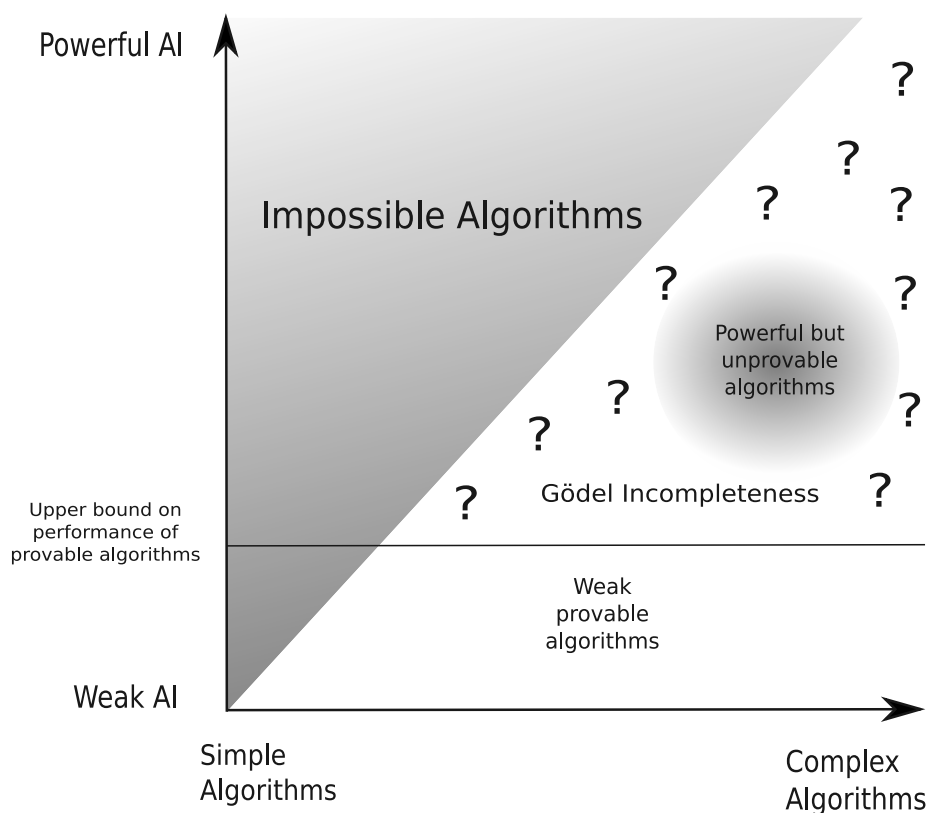 Powerful AI
?
?
Impossible Algorithms
?
?
?
?
Powerful but
unprovable
algorithms
?
?
?
?
Gödel Incompleteness
?
Upper bound on
performance of
provable algorithms
Weak
provable
algorithms
Weak AI
Simple
Algorithms
Complex
Algorithms